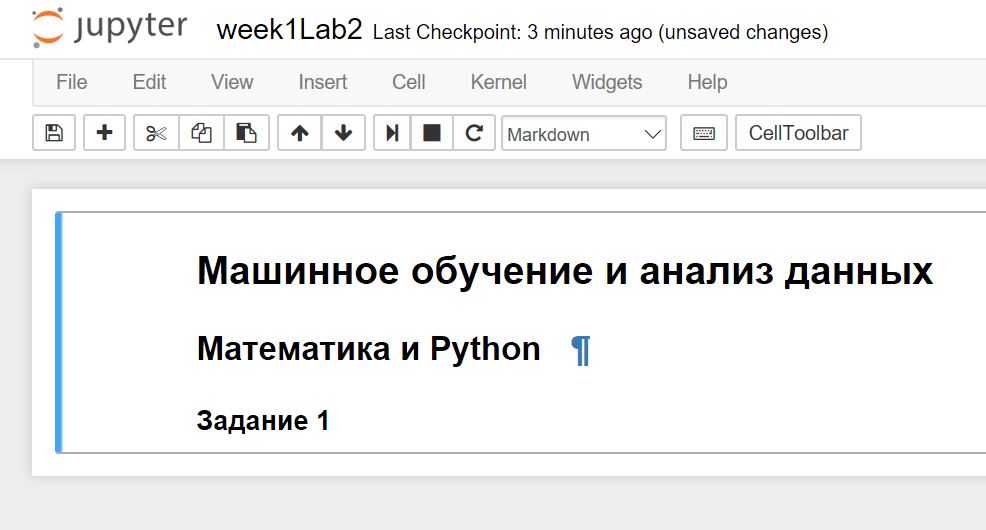 jupyter week1Lab2 Last Checkpoint: 3 minutes ago (unsaved changes)
File Edit View Insert Cell Kernel Widgets Help
Markdown CellToolbar
Машинное обучение и анализ данных
Математика и Python ¶
Задание 1